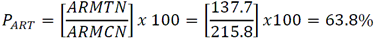 P_ART = [ARMTN / ARMCN] x 100 = [137.7 / 215.8] x100 = 63.8%